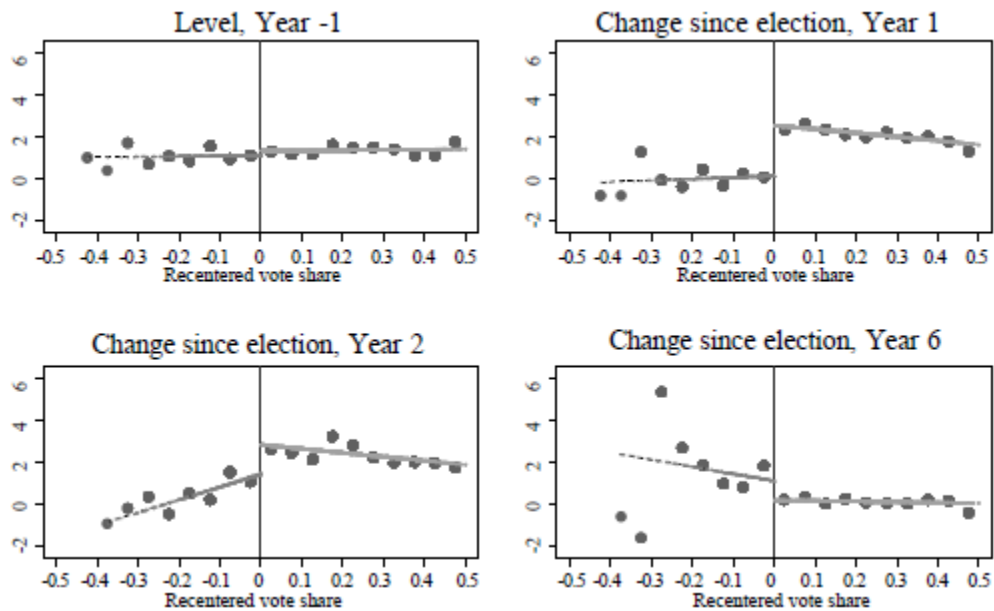 Level, Year -1
6
4
2
0
-2
-0.5 -0.4 -0.3 -0.2 -0.1 0 0.1 0.2 0.3 0.4 0.5
Recentered vote share
Change since election, Year 1
6
4
2
0
-2
-0.5 -0.4 -0.3 -0.2 -0.1 0 0.1 0.2 0.3 0.4 0.5
Recentered vote share
Change since election, Year 2
6
4
2
0
-2
-0.5 -0.4 -0.3 -0.2 -0.1 0 0.1 0.2 0.3 0.4 0.5
Recentered vote share
Change since election, Year 6
6
4
2
0
-2
-0.5 -0.4 -0.3 -0.2 -0.1 0 0.1 0.2 0.3 0.4 0.5
Recentered vote share